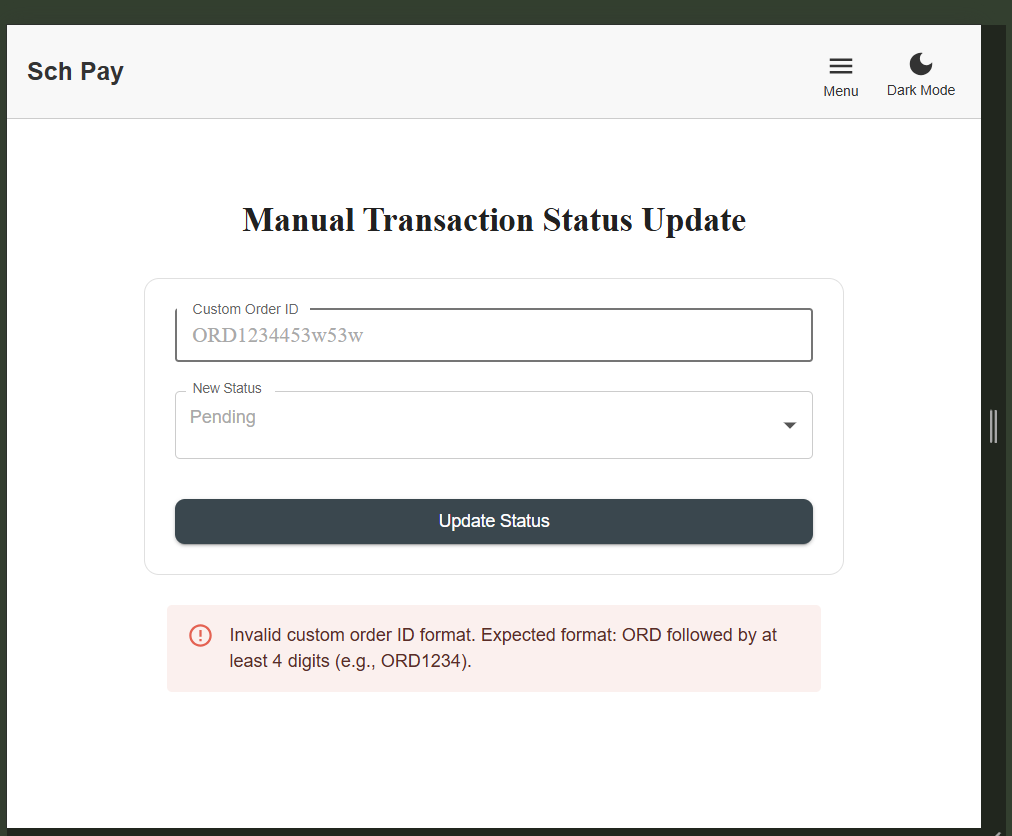 Sch Pay
Menu
Dark Mode
Manual Transaction Status Update
Custom Order ID
ORD1234453w53w
New Status
Pending
Update Status
Invalid custom order ID format. Expected format: ORD followed by at
least 4 digits (e.g., ORD1234).